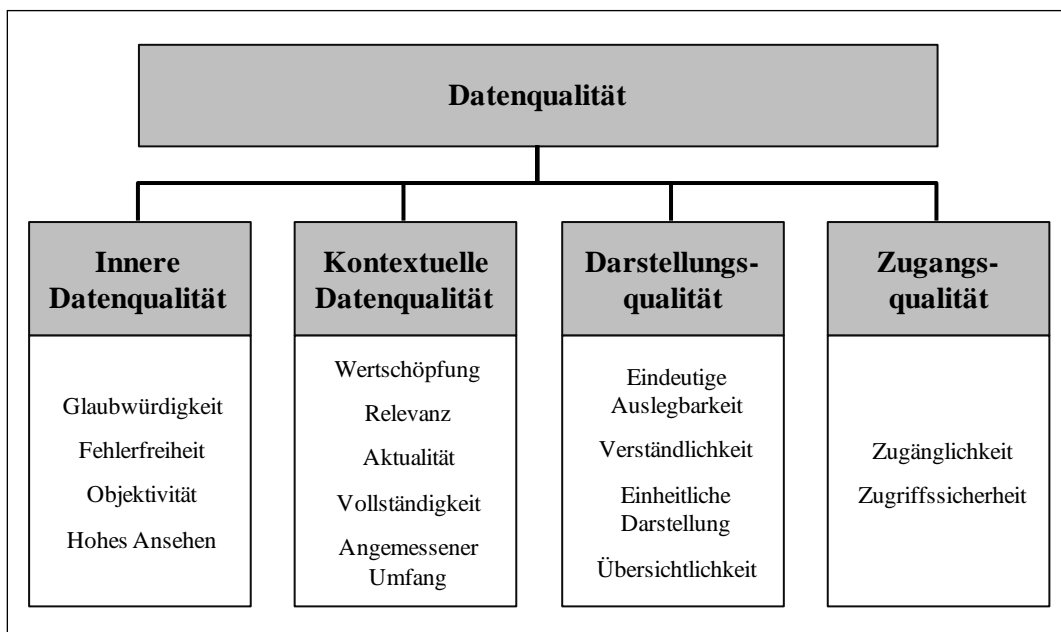 Datenqualität
Innere
Datenqualität
Glaubwürdigkeit
Fehlerfreiheit
Objektivität
Hohes Ansehen
Kontextuelle
Datenqualität
Wertschöpfung
Relevanz
Aktualität
Vollständigkeit
Angemessener
Umfang
Darstellungs-
qualität
Eindeutige
Auslegbarkeit
Verständlichkeit
Einheitliche
Darstellung
Übersichtlichkeit
Zugangs-
qualität
Zugänglichkeit
Zugriffssicherheit